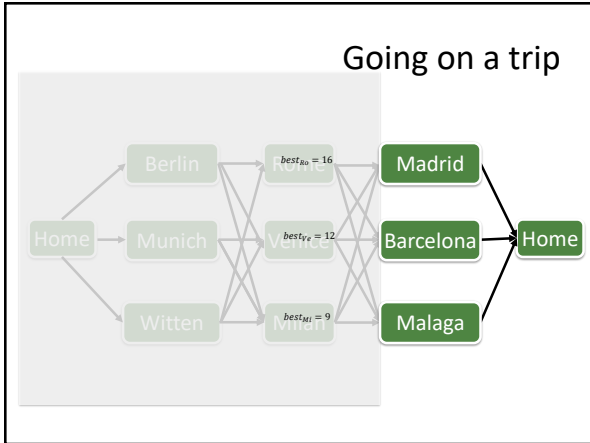 Going on a trip
Home
Berlin
Munich
Witten
Rome
best_Ro = 16
Venice
best_Ve = 12
Milan
best_Mi = 9
Madrid
Barcelona
Malaga
Home